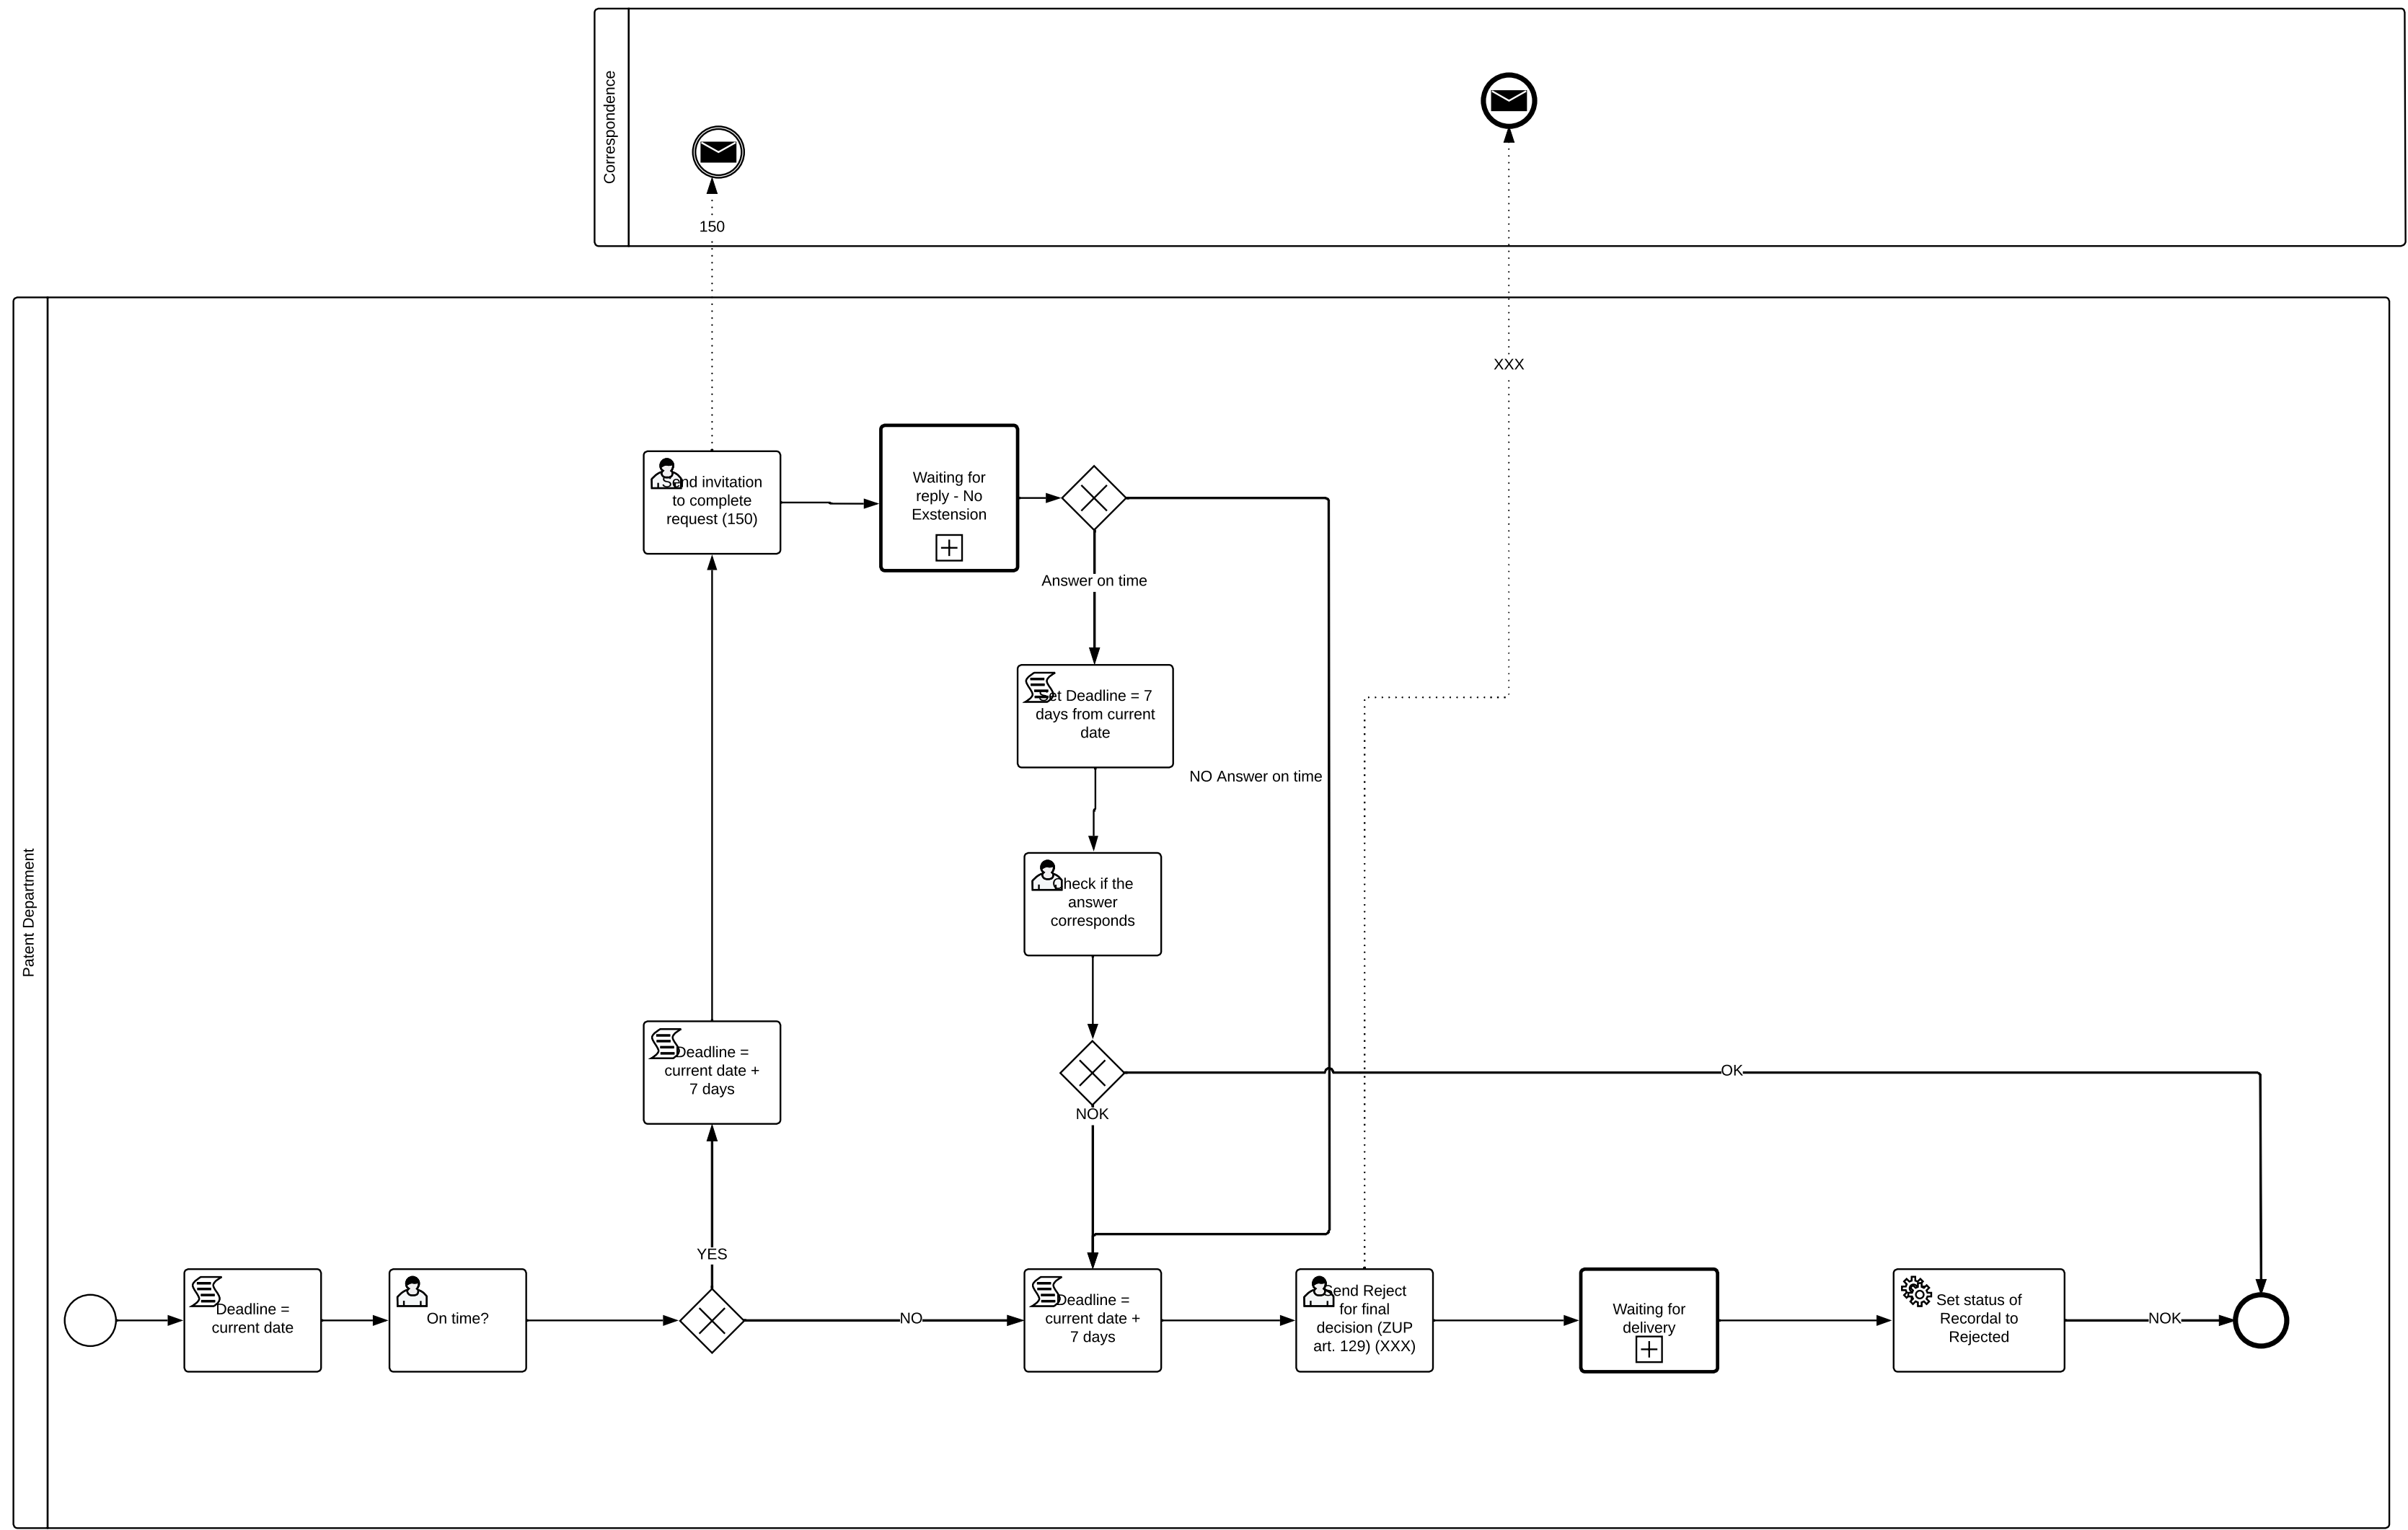 Correspondence
150
XXX
Patent Department
Send invitation
to complete
request (150)
Waiting for
reply - No
Exstension
Answer on time
Set Deadline = 7
days from current
date
NO Answer on time
Check if the
answer
corresponds
Deadline =
current date +
7 days
OK
NOK
YES
Deadline =
current date
On time?
NO
Deadline =
current date +
7 days
Send Reject
for final
decision (ZUP
art. 129) (XXX)
Waiting for
delivery
Set status of
Recordal to
Rejected
NOK